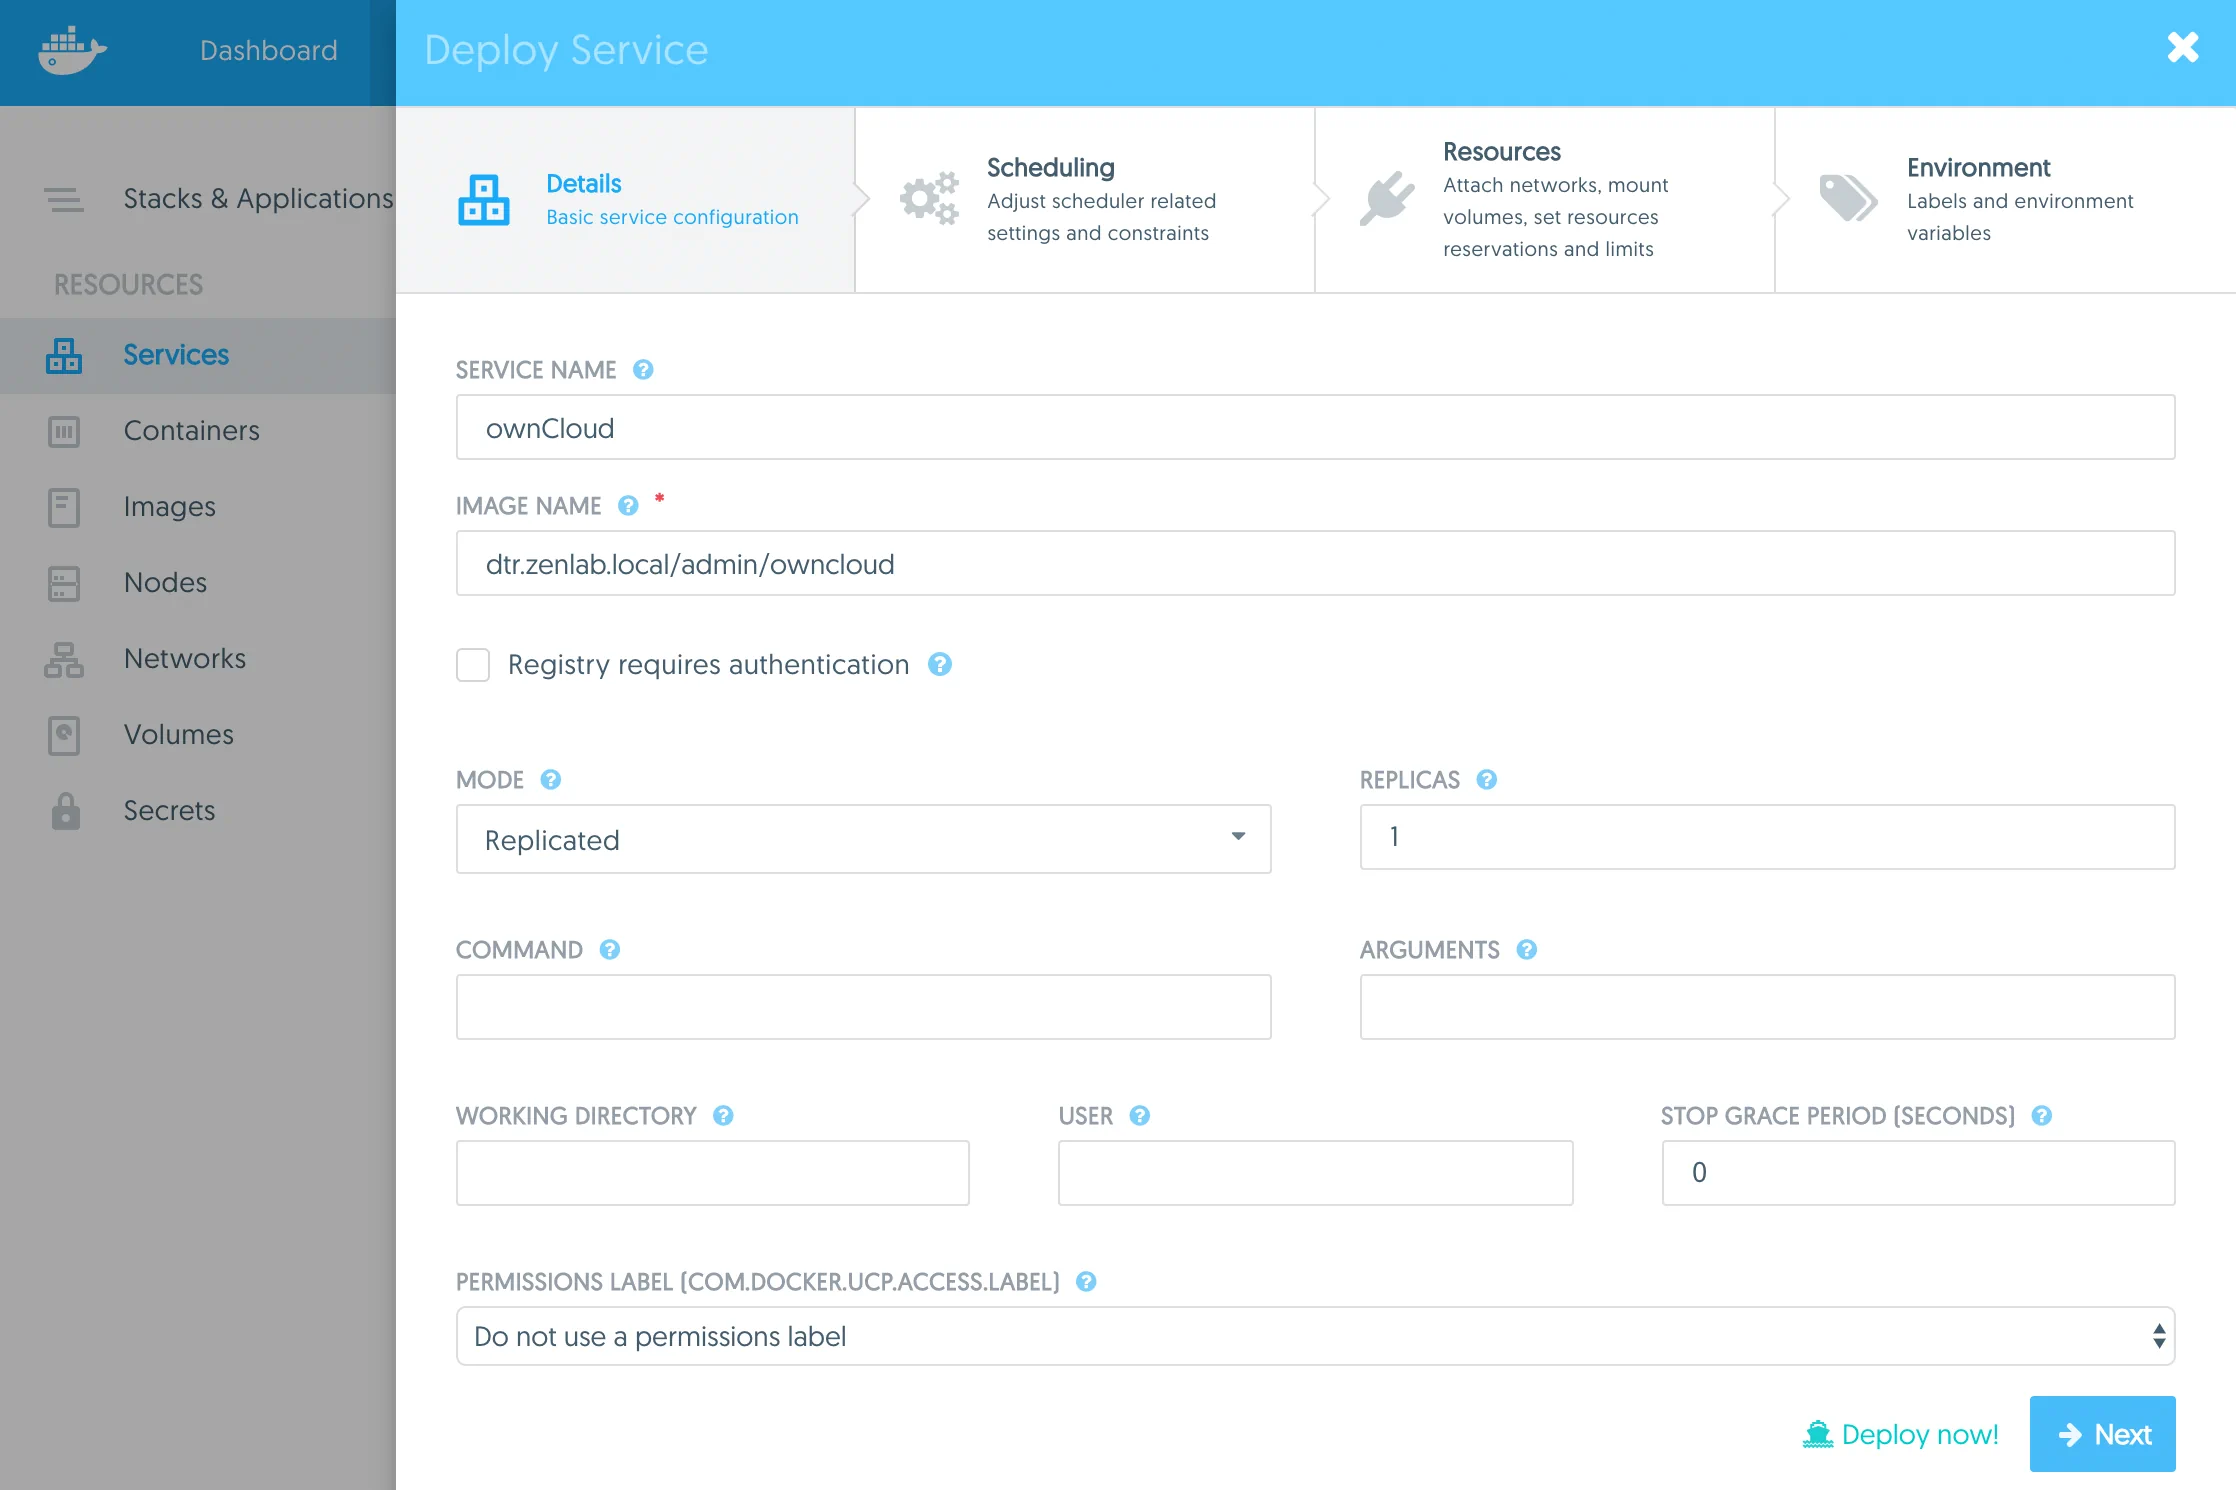 Dashboard
Deploy Service
Stacks & Applications
RESOURCES
Services
Containers
Images
Nodes
Networks
Volumes
Secrets
Details
Basic service configuration
Scheduling
Adjust scheduler related
settings and constraints
Resources
Attach networks, mount
volumes, set resources
reservations and limits
Environment
Labels and environment
variables
SERVICE NAME ?
ownCloud
IMAGE NAME ? *
dtr.zenlab.local/admin/owncloud
Registry requires authentication ?
MODE ?
Replicated
REPLICAS ?
1
COMMAND ?
ARGUMENTS ?
WORKING DIRECTORY ?
USER ?
STOP GRACE PERIOD (SECONDS) ?
0
PERMISSIONS LABEL (COM.DOCKER.UCP.ACCESS.LABEL) ?
Do not use a permissions label
Deploy now!
Next